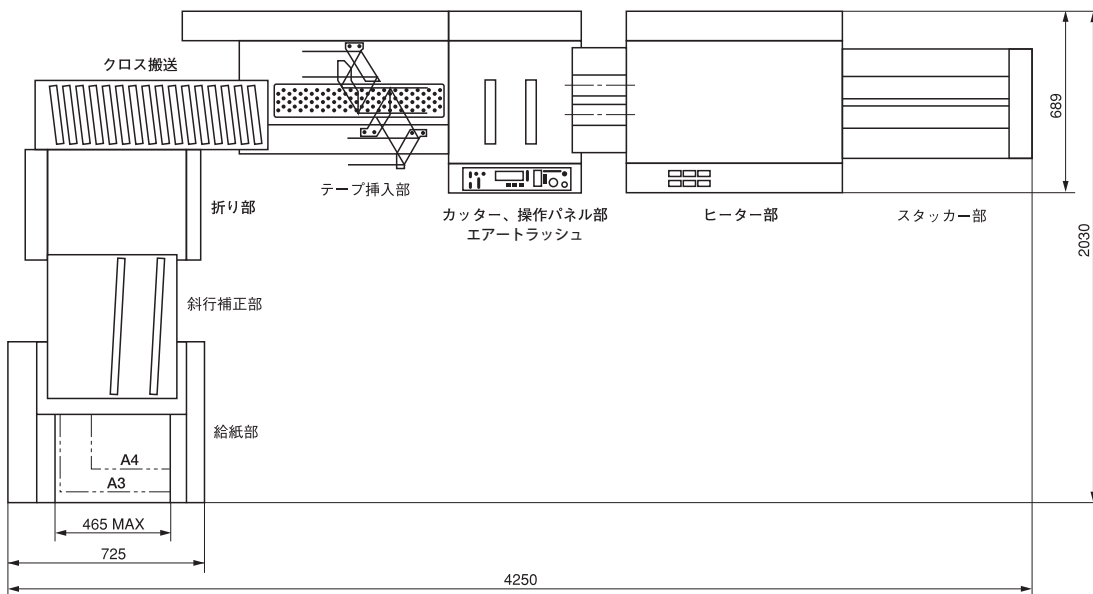 クロス搬送
テープ挿入部
カッター、操作パネル部
エアートラッシュ
ヒーター部
スタッカー部
689
2030
折り部
斜行補正部
給紙部
A4
A3
465 MAX
725
4250